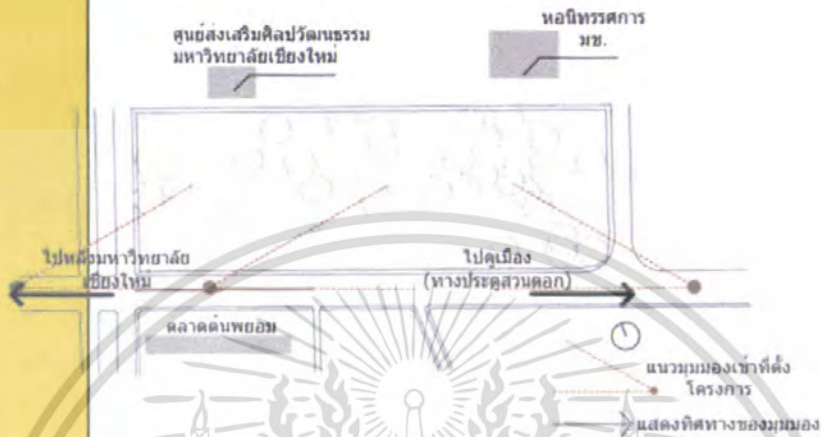 ศูนย์ส่งเสริมศิลปวัฒนธรรม
มหาวิทยาลัยเชียงใหม่
หอนิทรรศการ
มช.
ไปหลังมหาวิทยาลัย
เชียงใหม่
ไปคูเมือง
(ทางประตูสวนดอก)
ตลาดต้นพยอม
แนวมุมมองเข้าที่ตั้ง
โครงการ
แสดงทิศทางของมุมมอง